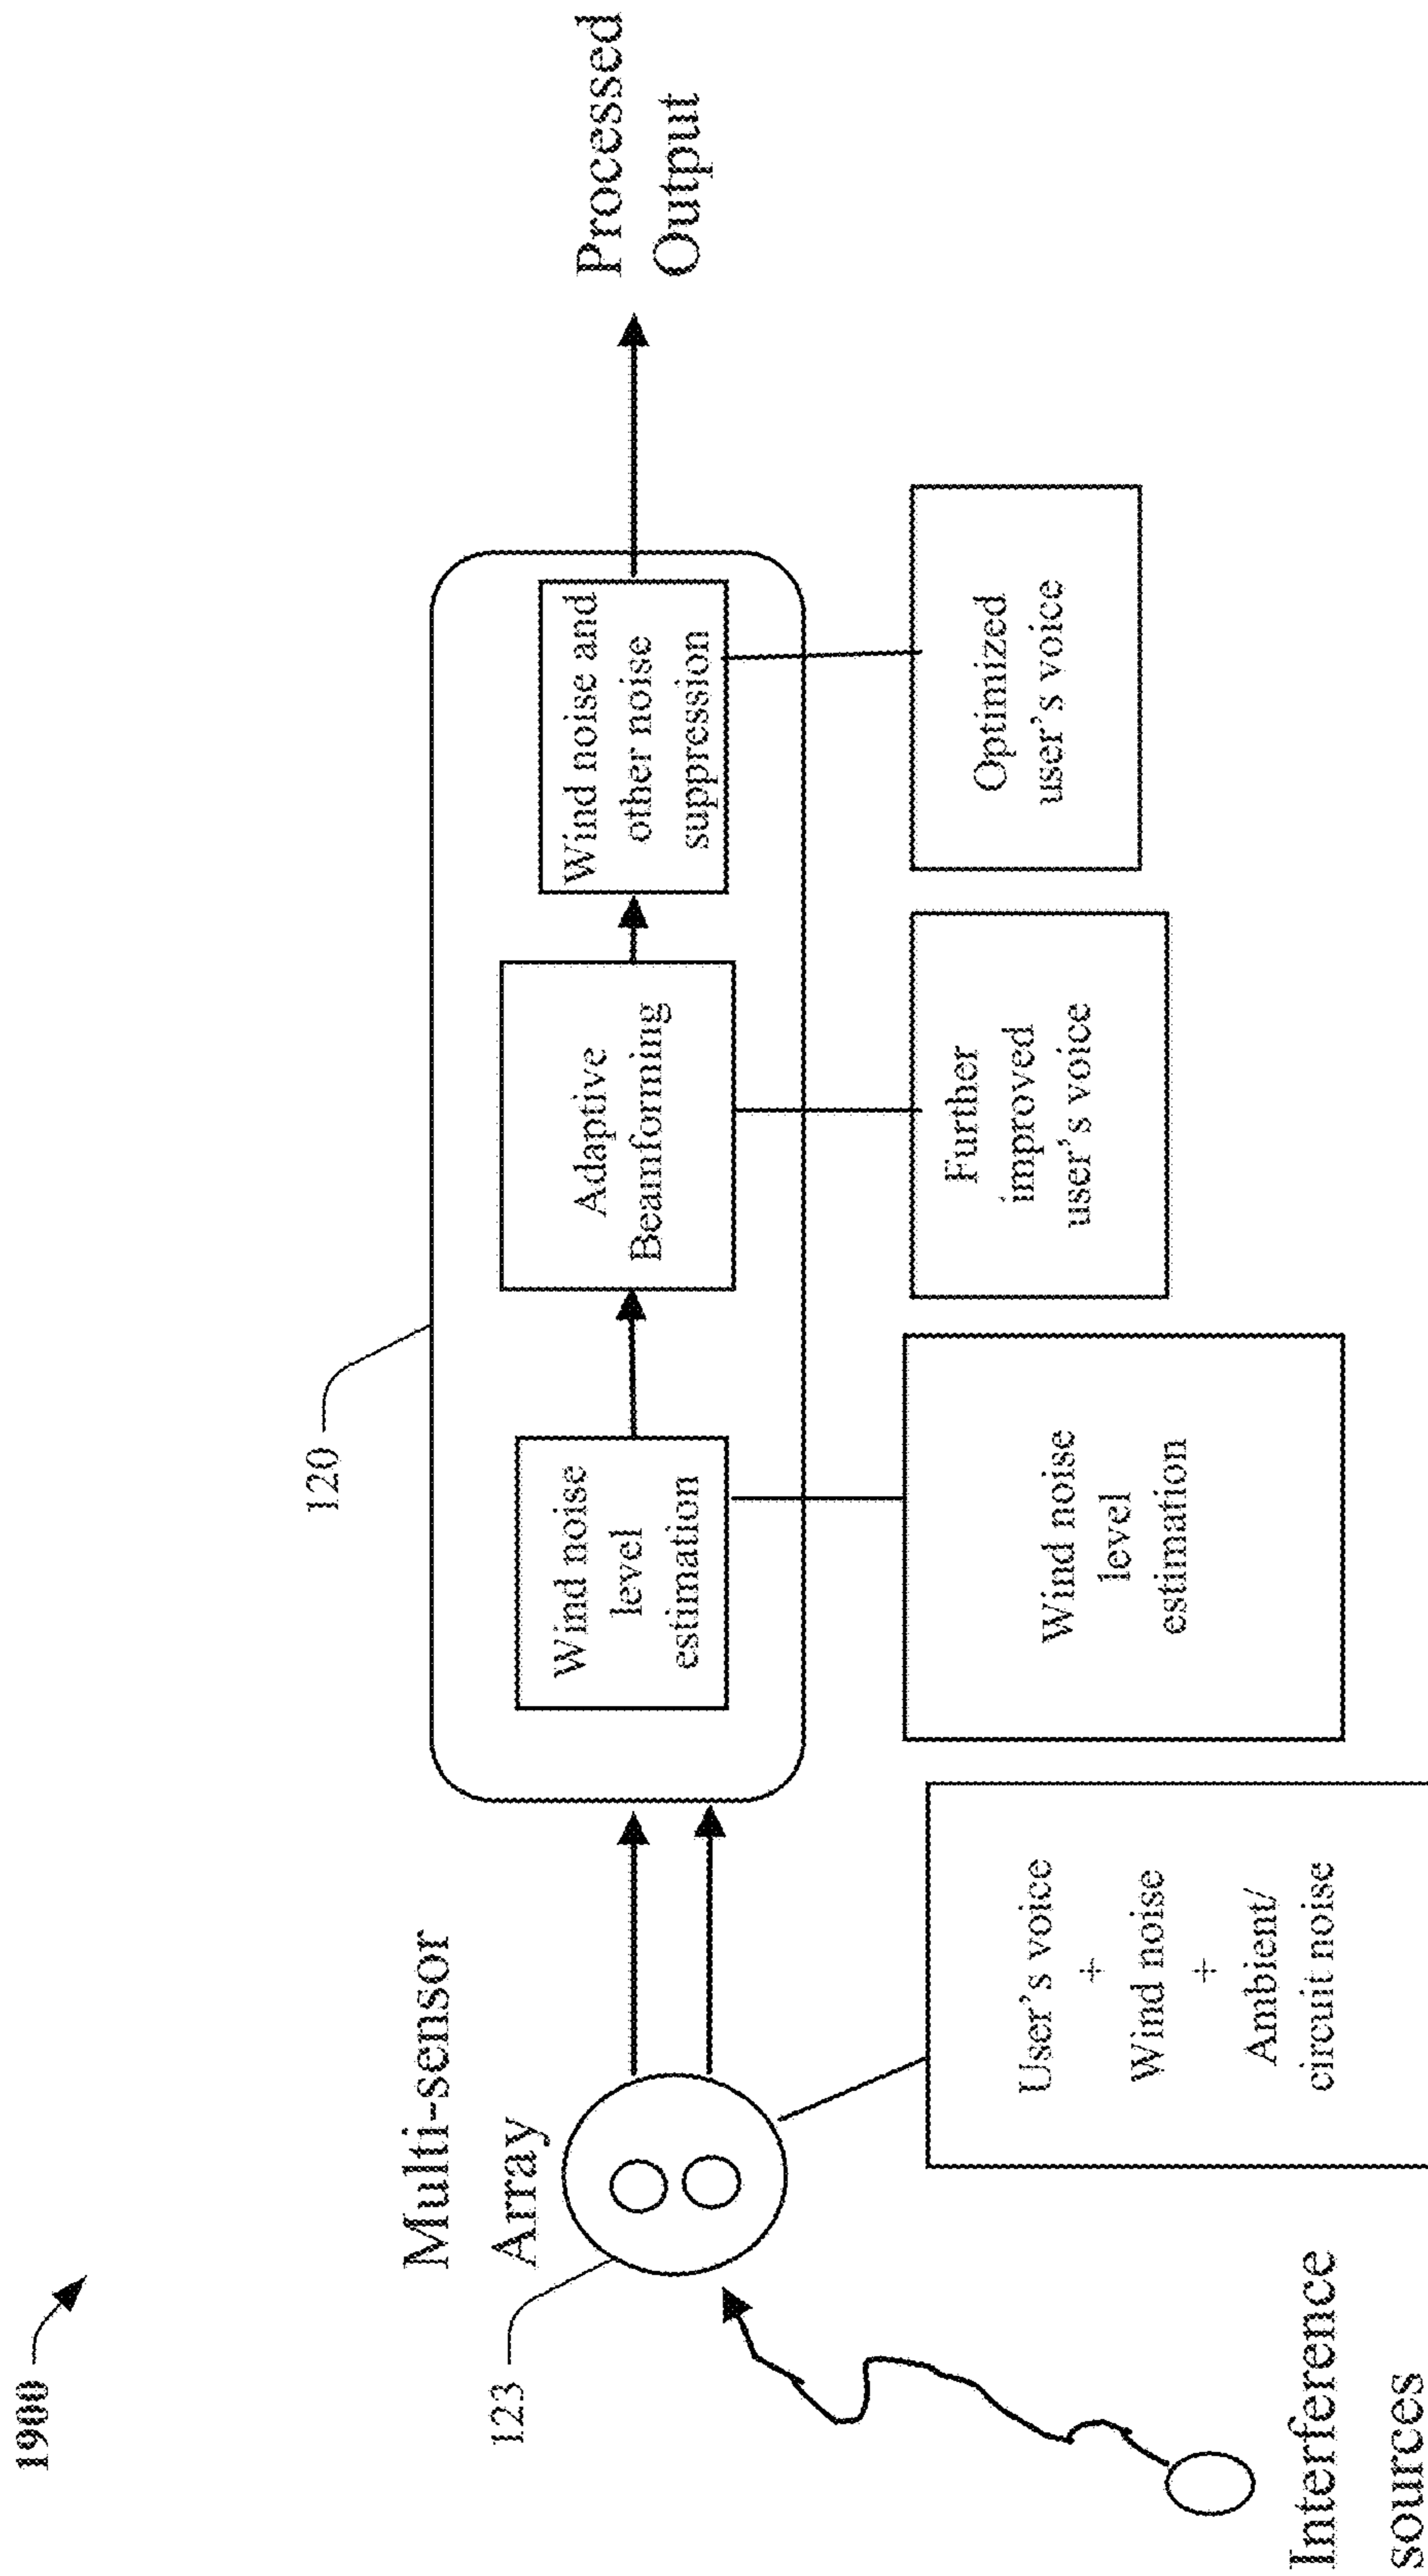 1900
120
Multi-sensor
Array
123
Wind noise
level
estimation
Adaptive
Beamforming
Wind noise and
other noise
suppression
Processed
Output
User's voice
+
Wind noise
+
Ambient/
circuit noise
Wind noise
level
estimation
Further
improved
user's voice
Optimized
user's voice
Interference
sources